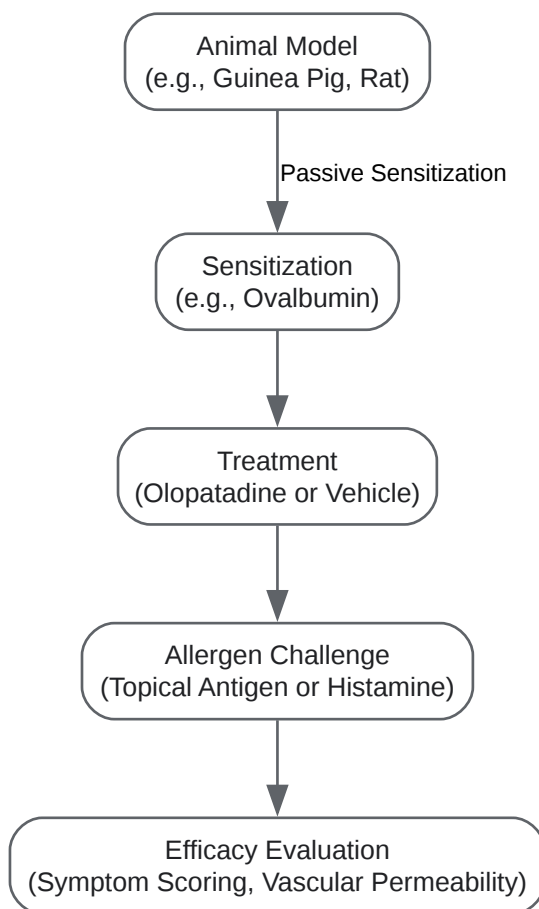 Animal Model
(e.g., Guinea Pig, Rat)
Passive Sensitization
Sensitization
(e.g., Ovalbumin)
Treatment
(Olopatadine or Vehicle)
Allergen Challenge
(Topical Antigen or Histamine)
Efficacy Evaluation
(Symptom Scoring, Vascular Permeability)